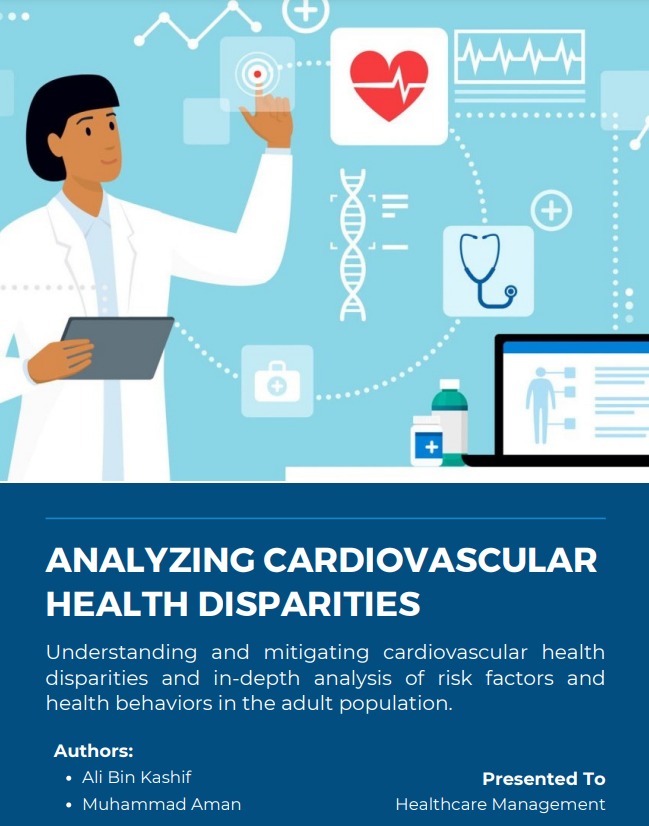 ANALYZING CARDIOVASCULAR
HEALTH DISPARITIES
Understanding and mitigating cardiovascular health
disparities and in-depth analysis of risk factors and
health behaviors in the adult population.
Authors:
• Ali Bin Kashif
• Muhammad Aman
Presented To
Healthcare Management